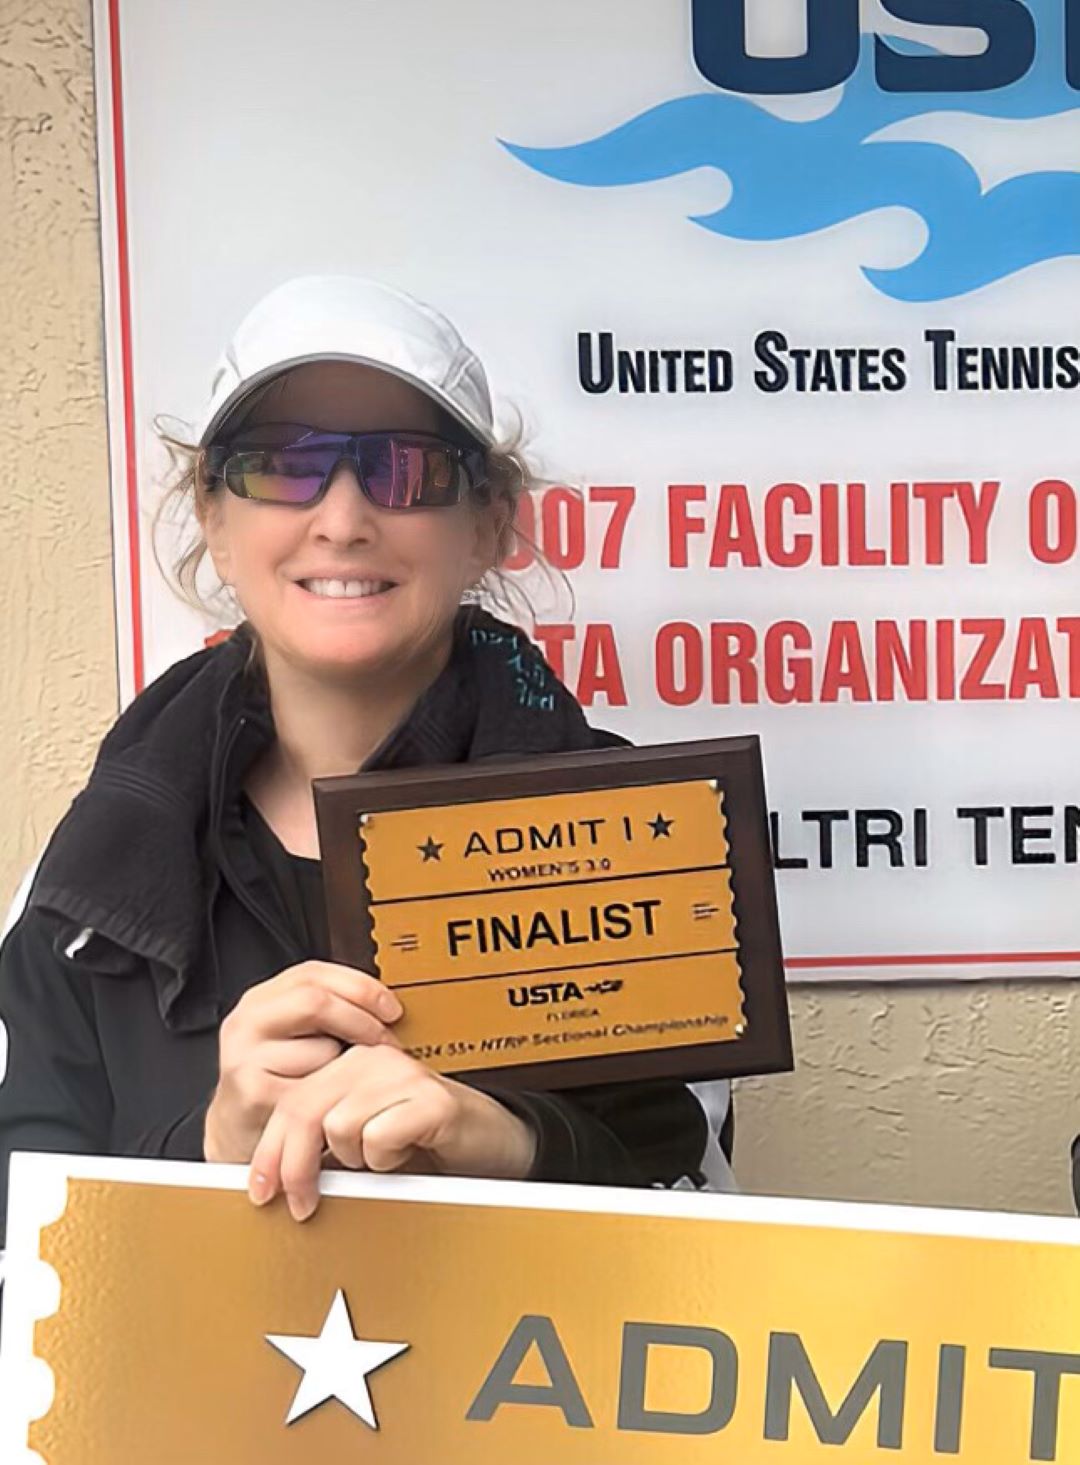 UNITED STATES TENNIS
007 FACILITY O
TA ORGANIZAT
LTRI TEN
ADMIT I
WOMEN'S 3.0
FINALIST
USTA
FLORIDA
2024 55+ NTRP Sectional Championship
ADMIT